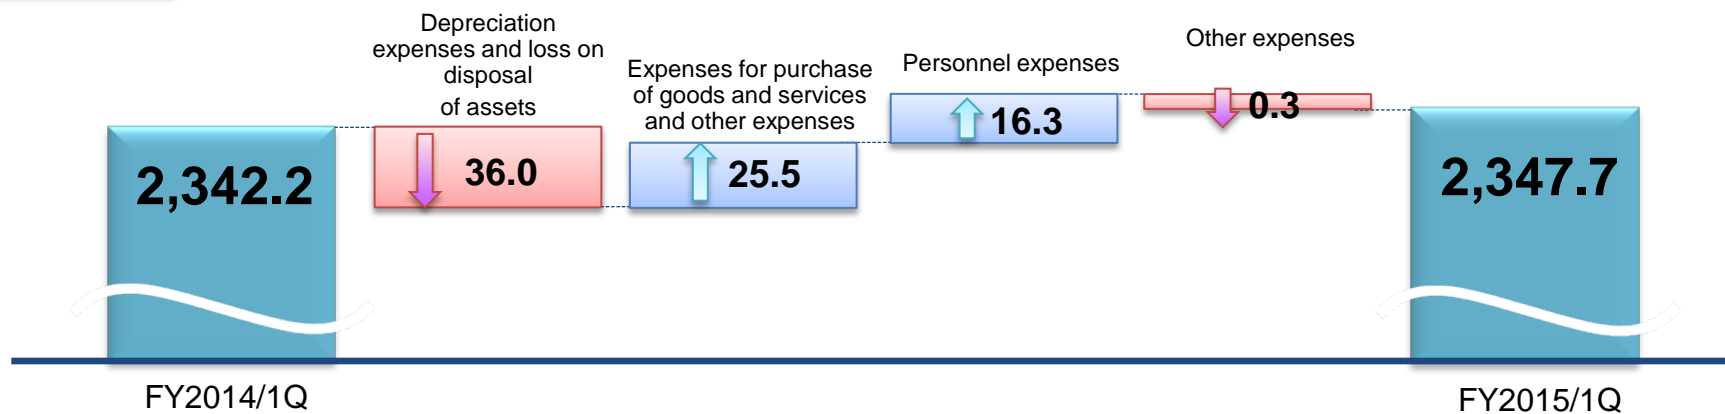 Depreciation
expenses and loss on
disposal
of assets
Expenses for purchase
of goods and services
and other expenses
Personnel expenses
Other expenses
2,342.2
36.0
25.5
16.3
0.3
2,347.7
FY2014/1Q
FY2015/1Q